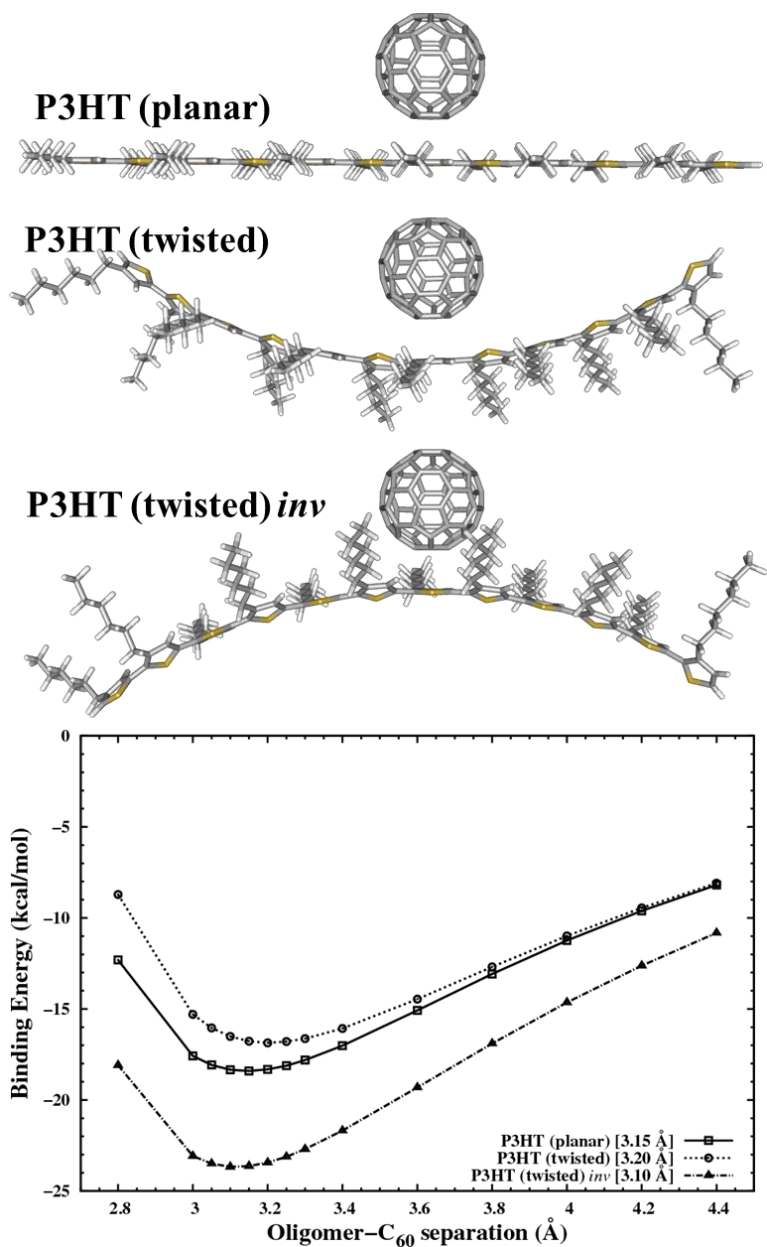 P3HT (planar)
P3HT (twisted)
P3HT (twisted) inv
0
−5
−10
−15
−20
−25
Binding Energy (kcal/mol)
P3HT (planar) [3.15 Å]
P3HT (twisted) [3.20 Å]
P3HT (twisted) inv [3.10 Å]
2.8 3 3.2 3.4 3.6 3.8 4 4.2 4.4
Oligomer−C60 separation (Å)